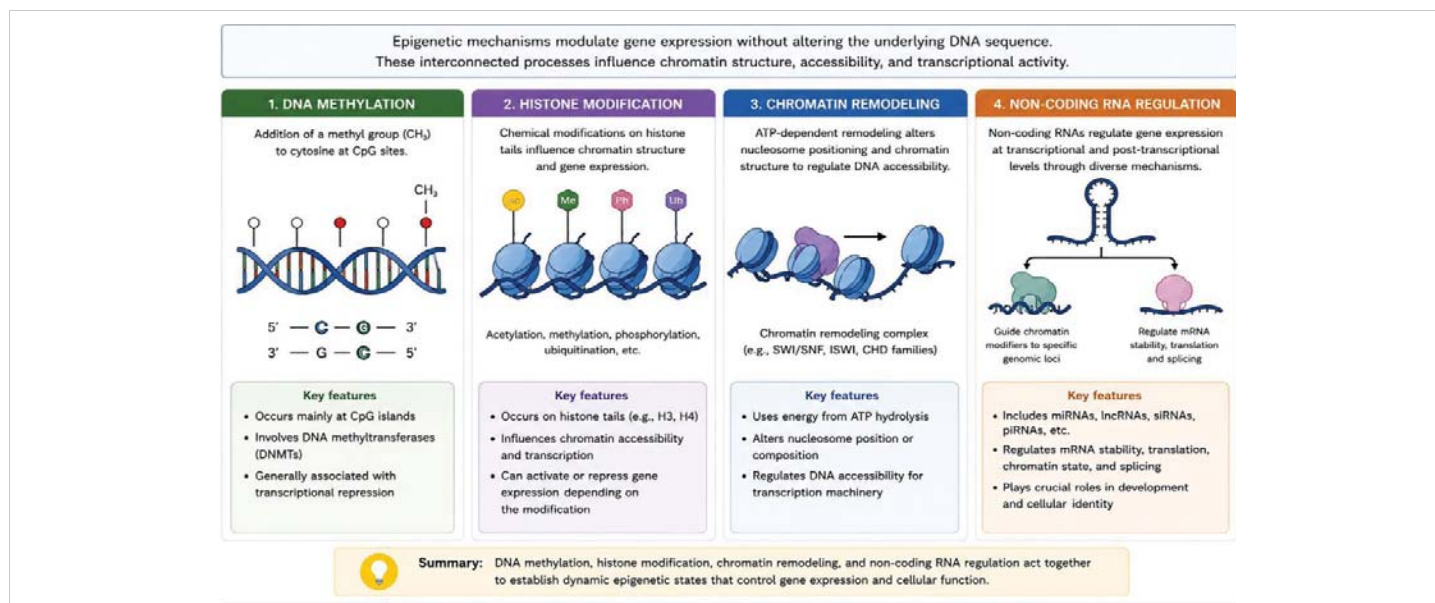 Epigenetic mechanisms modulate gene expression without altering the underlying DNA sequence.
These interconnected processes influence chromatin structure, accessibility, and transcriptional activity.
1. DNA METHYLATION
Addition of a methyl group (CH₃)
to cytosine at CpG sites.
CH₃
5' — C — G — 3'
3' — G — C — 5'
Key features
• Occurs mainly at CpG islands
• Involves DNA methyltransferases
(DNMTs)
• Generally associated with
transcriptional repression
2. HISTONE MODIFICATION
Chemical modifications on histone
tails influence chromatin structure
and gene expression.
Me
Ph
Ub
Acetylation, methylation, phosphorylation,
ubiquitination, etc.
Key features
• Occurs on histone tails (e.g., H3, H4)
• Influences chromatin accessibility
and transcription
• Can activate or repress gene
expression depending on
the modification
3. CHROMATIN REMODELING
ATP-dependent remodeling alters
nucleosome positioning and chromatin
structure to regulate DNA accessibility.
Chromatin remodeling complex
(e.g., SWI/SNF, ISWI, CHD families)
Key features
• Uses energy from ATP hydrolysis
• Alters nucleosome position or
composition
• Regulates DNA accessibility for
transcription machinery
4. NON-CODING RNA REGULATION
Non-coding RNAs regulate gene expression
at transcriptional and post-transcriptional
levels through diverse mechanisms.
Guide chromatin
modifiers to specific
genomic loci
Regulate mRNA
stability, translation
and splicing
Key features
• Includes miRNAs, lncRNAs, siRNAs,
piRNAs, etc.
• Regulates mRNA stability, translation,
chromatin state, and splicing
• Plays crucial roles in development
and cellular identity
Summary: DNA methylation, histone modification, chromatin remodeling, and non-coding RNA regulation act together
to establish dynamic epigenetic states that control gene expression and cellular function.